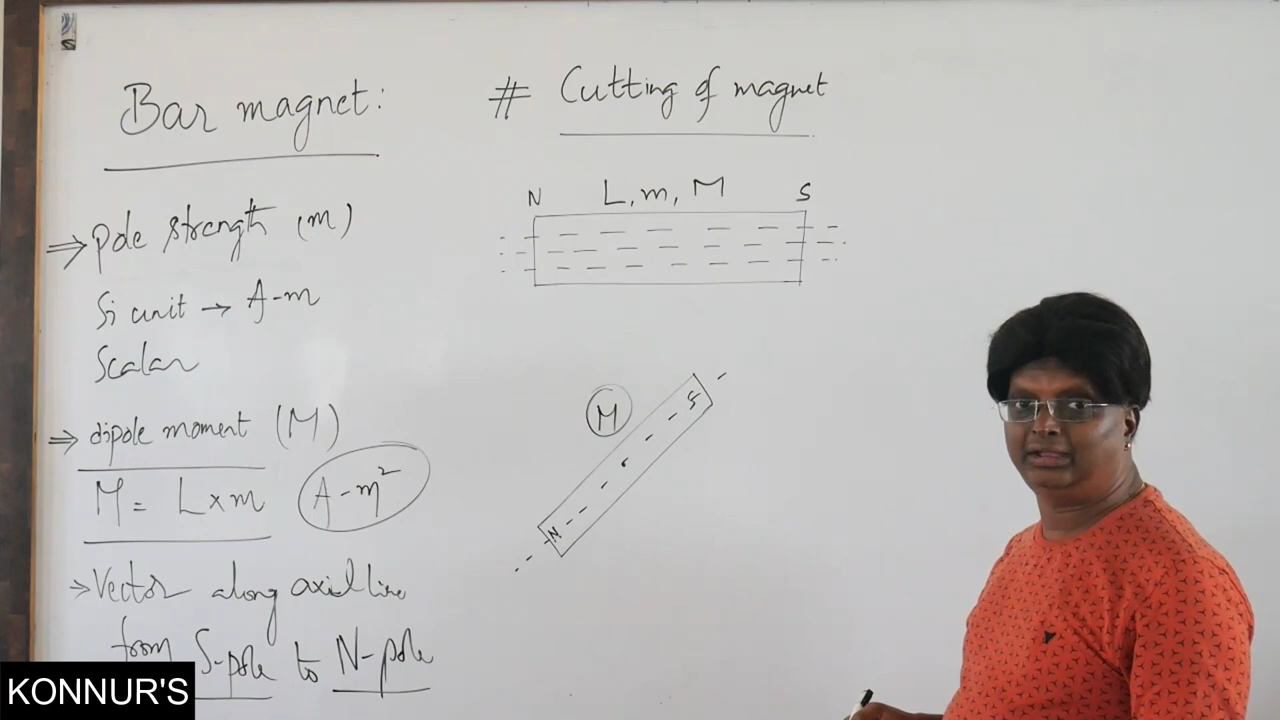 Bar magnet:
⇒ Pole strength (m)
Si unit → A-m
Scalar
⇒ dipole moment (M)
M = L×m
A-m²
→ Vector along axial line
from S-pole to N-pole
# Cutting of magnet
N L, m, M S
M
S
N
KONNUR'S